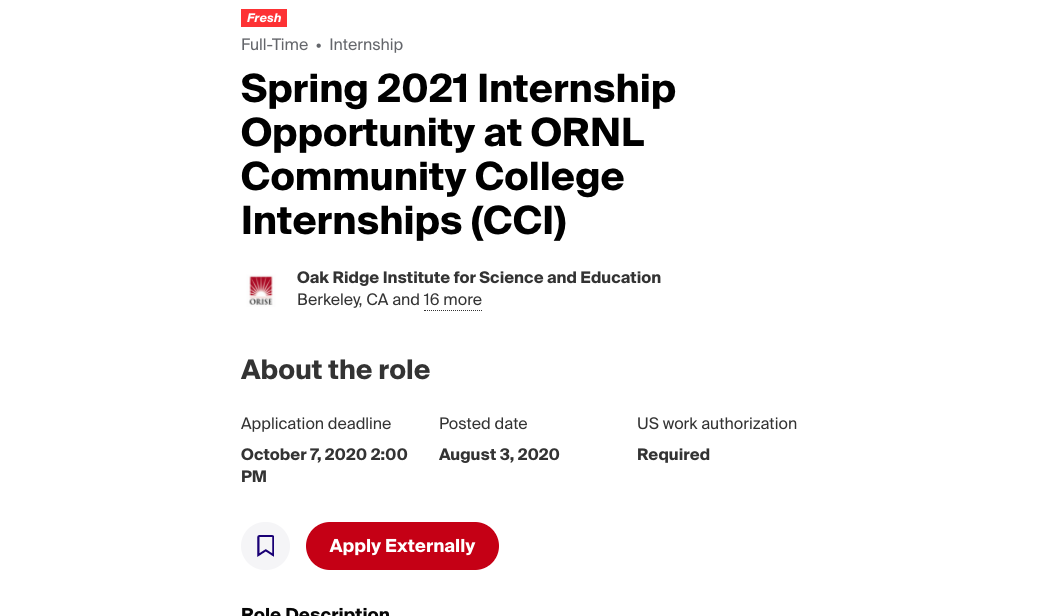 Fresh
Full-Time • Internship
Spring 2021 Internship
Opportunity at ORNL
Community College
Internships (CCI)
Oak Ridge Institute for Science and Education
ORISE
Berkeley, CA and 16 more
About the role
Application deadline
Posted date
US work authorization
October 7, 2020 2:00
PM
August 3, 2020
Required
Apply Externally
Role Description